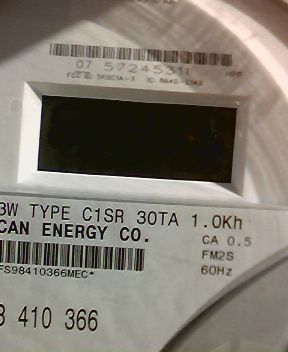 07 57245311
3W TYPE C1SR 30TA 1.0Kh
CAN ENERGY CO.
CA 0.5
FM2S
60Hz
FS98410366MEC*
3 410 366